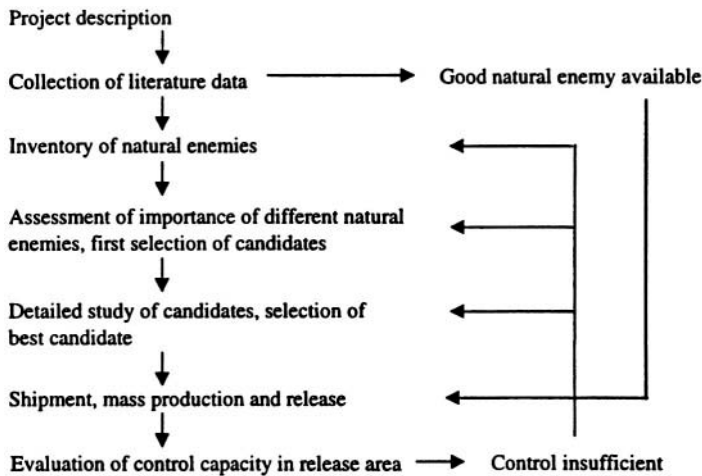 Project description
Collection of literature data
Good natural enemy available
Inventory of natural enemies
Assessment of importance of different natural
enemies, first selection of candidates
Detailed study of candidates, selection of
best candidate
Shipment, mass production and release
Evaluation of control capacity in release area
Control insufficient